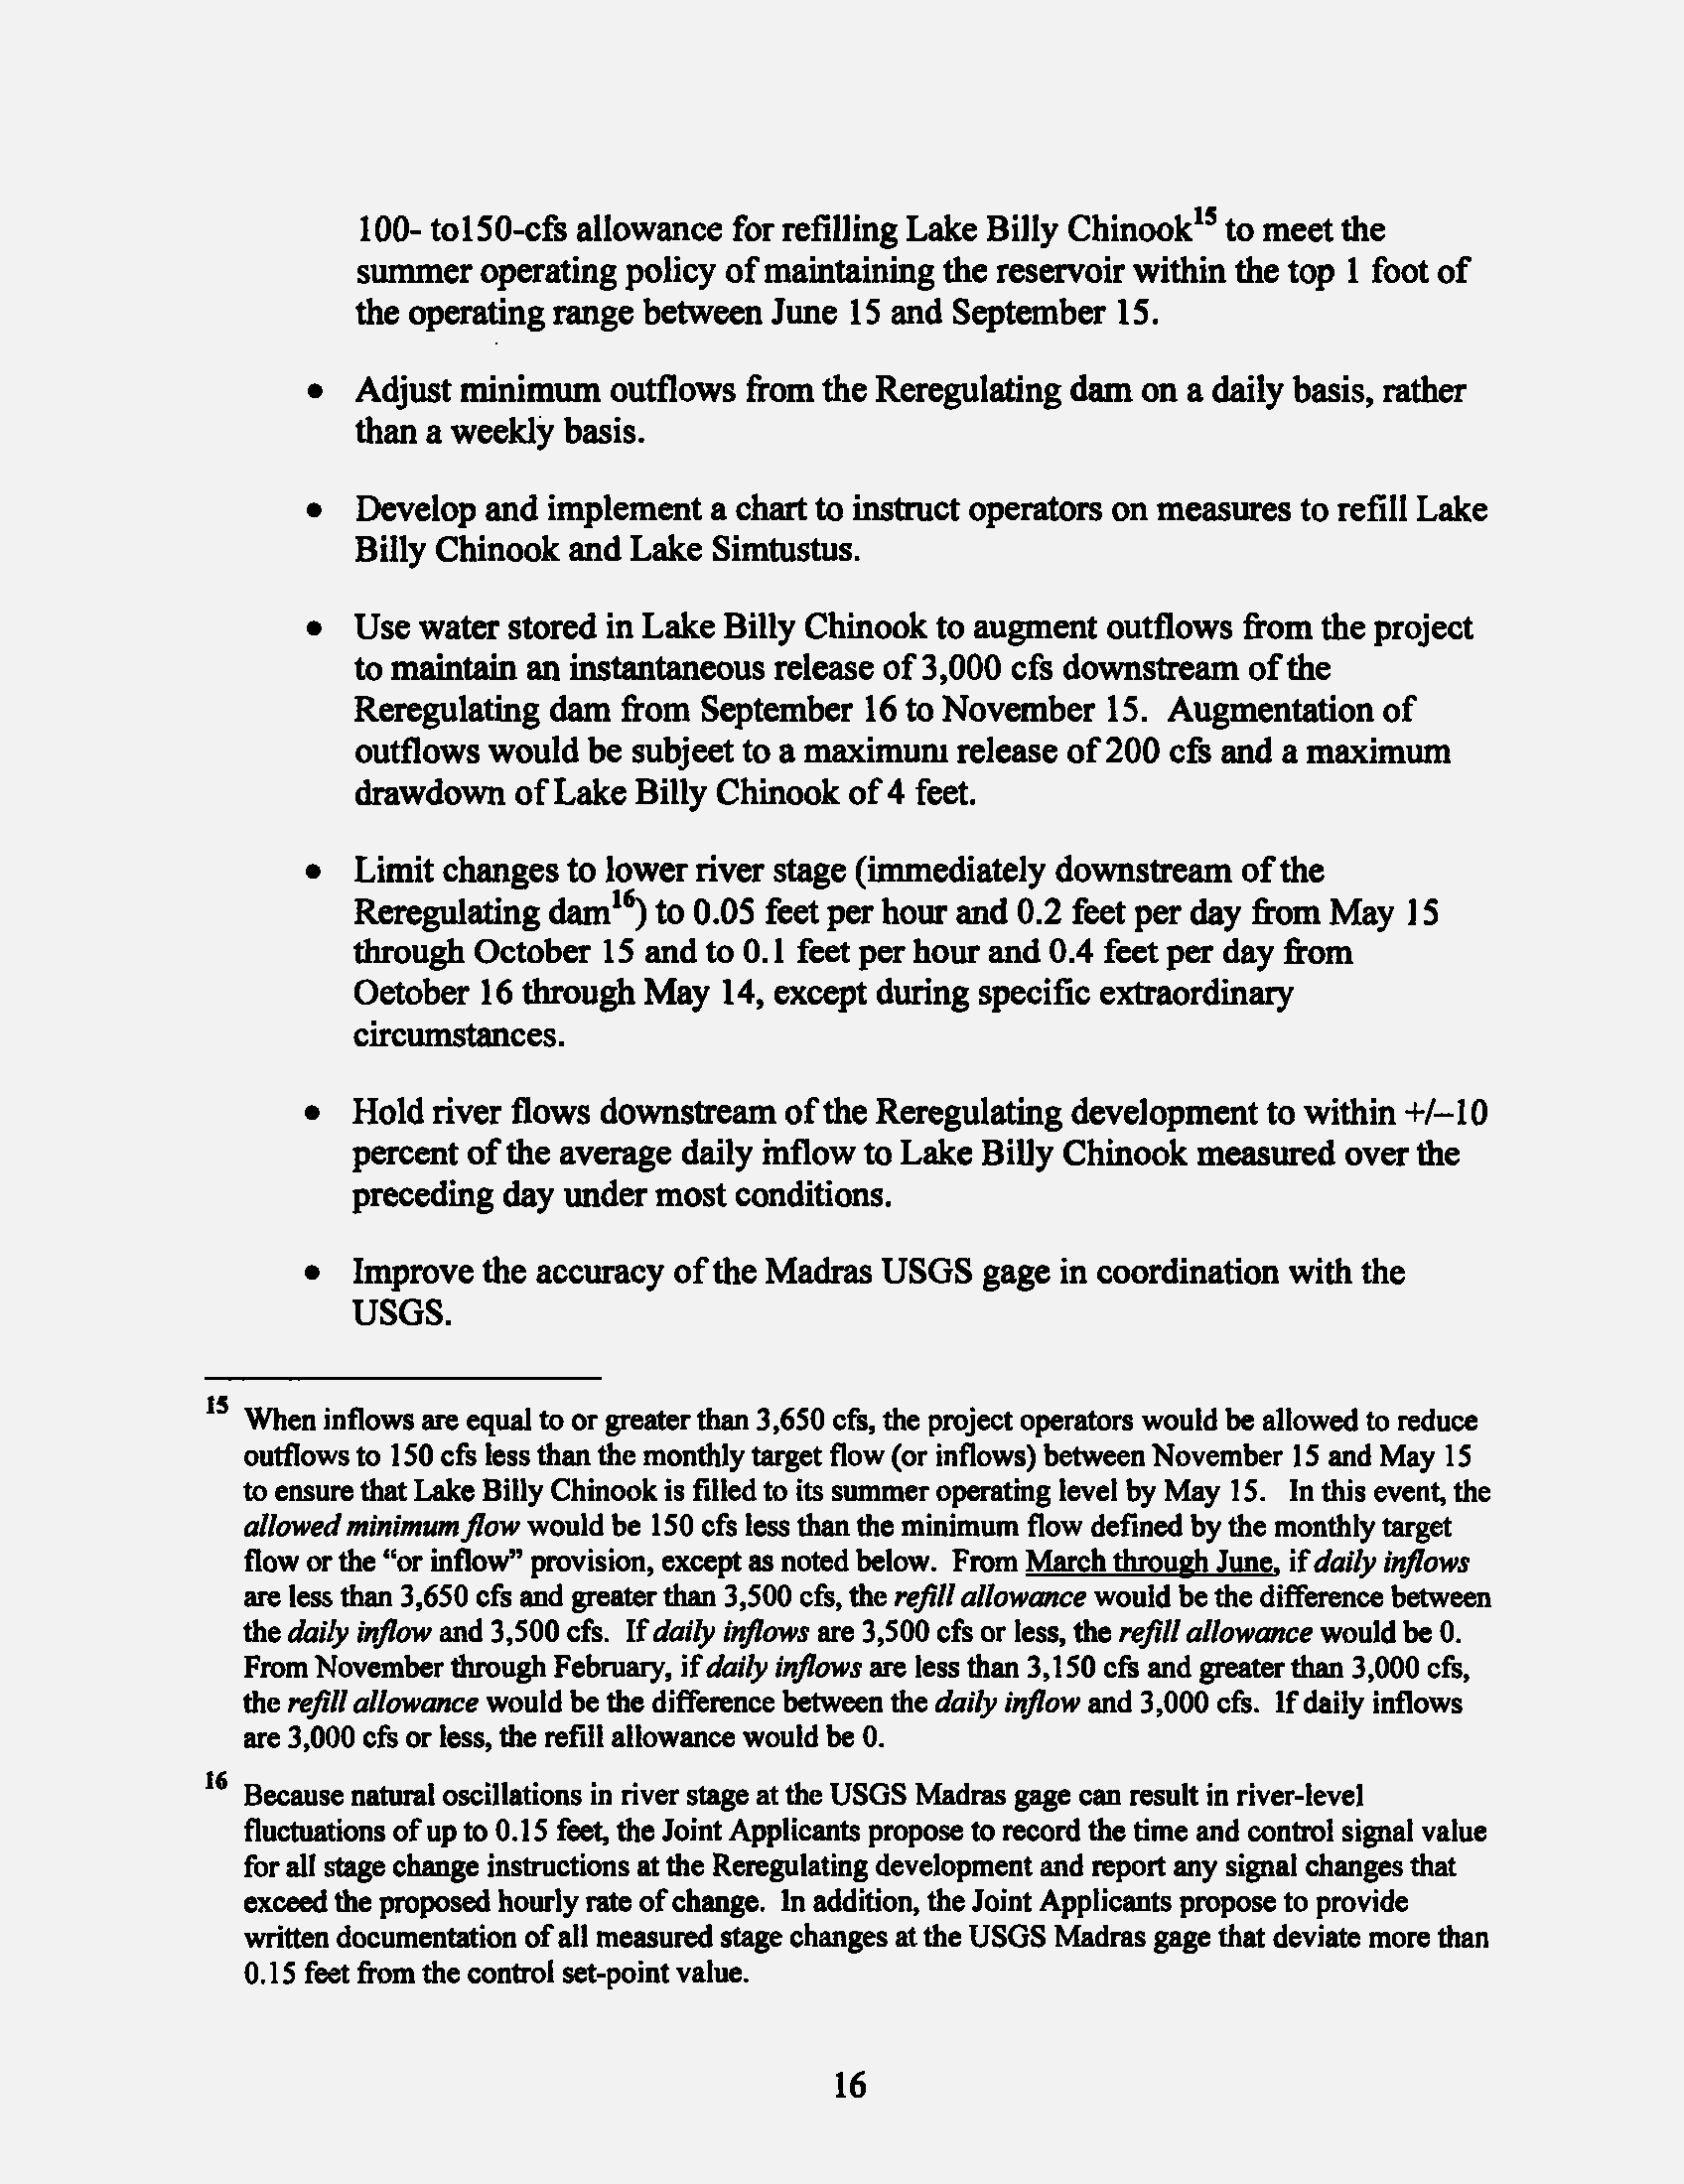 100- to150-cfs allowance for refilling Lake Billy Chinook15 to meet the
summer operating policy of maintaining the reservoir within the top 1 foot of
the operating range between June 15 and September 15.
• Adjust minimum outflows from the Reregulating dam on a daily basis, rather
than a weekly basis.
• Develop and implement a chart to instruct operators on measures to refill Lake
Billy Chinook and Lake Simtustus.
• Use water stored in Lake Billy Chinook to augment outflows from the project
to maintain an instantaneous release of 3,000 cfs downstream of the
Reregulating dam from September 16 to November 15. Augmentation of
outflows would be subjeet to a maximum release of 200 cfs and a maximum
drawdown of Lake Billy Chinook of 4 feet.
• Limit changes to lower river stage (immediately downstream of the
Reregulating dam16) to 0.05 feet per hour and 0.2 feet per day from May 15
through October 15 and to 0.1 feet per hour and 0.4 feet per day from
Oetober 16 through May 14, except during specific extraordinary
circumstances.
• Hold river flows downstream of the Reregulating development to within +/–10
percent of the average daily inflow to Lake Billy Chinook measured over the
preceding day under most conditions.
• Improve the accuracy of the Madras USGS gage in coordination with the
USGS.
15 When inflows are equal to or greater than 3,650 cfs, the project operators would be allowed to reduce
outflows to 150 cfs less than the monthly target flow (or inflows) between November 15 and May 15
to ensure that Lake Billy Chinook is filled to its summer operating level by May 15. In this event, the
allowed minimum flow would be 150 cfs less than the minimum flow defined by the monthly target
flow or the “or inflow” provision, except as noted below. From March through June, if daily inflows
are less than 3,650 cfs and greater than 3,500 cfs, the refill allowance would be the difference between
the daily inflow and 3,500 cfs. If daily inflows are 3,500 cfs or less, the refill allowance would be 0.
From November through February, if daily inflows are less than 3,150 cfs and greater than 3,000 cfs,
the refill allowance would be the difference between the daily inflow and 3,000 cfs. If daily inflows
are 3,000 cfs or less, the refill allowance would be 0.
16 Because natural oscillations in river stage at the USGS Madras gage can result in river-level
fluctuations of up to 0.15 feet, the Joint Applicants propose to record the time and control signal value
for all stage change instructions at the Reregulating development and report any signal changes that
exceed the proposed hourly rate of change. In addition, the Joint Applicants propose to provide
written documentation of all measured stage changes at the USGS Madras gage that deviate more than
0.15 feet from the control set-point value.
16